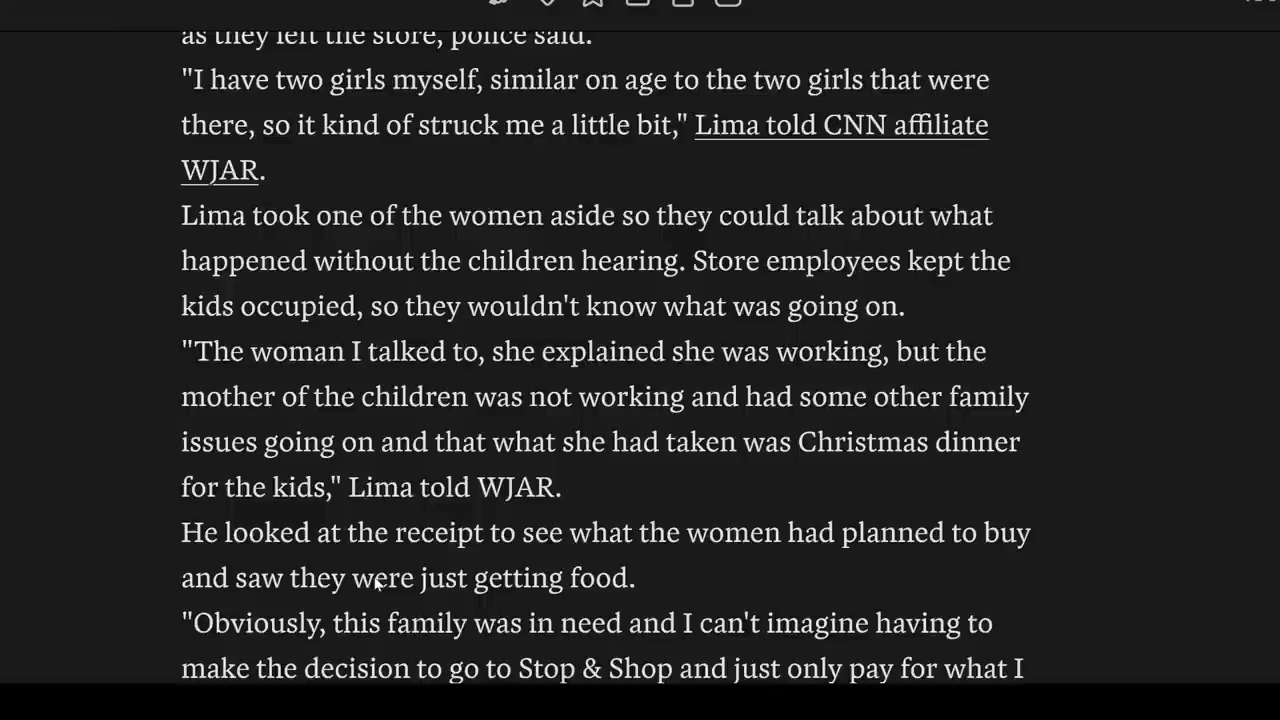 as they left the store, police said.
"I have two girls myself, similar on age to the two girls that were
there, so it kind of struck me a little bit," Lima told CNN affiliate
WJAR.
Lima took one of the women aside so they could talk about what
happened without the children hearing. Store employees kept the
kids occupied, so they wouldn't know what was going on.
"The woman I talked to, she explained she was working, but the
mother of the children was not working and had some other family
issues going on and that what she had taken was Christmas dinner
for the kids," Lima told WJAR.
He looked at the receipt to see what the women had planned to buy
and saw they were just getting food.
"Obviously, this family was in need and I can't imagine having to
make the decision to go to Stop & Shop and just only pay for what I